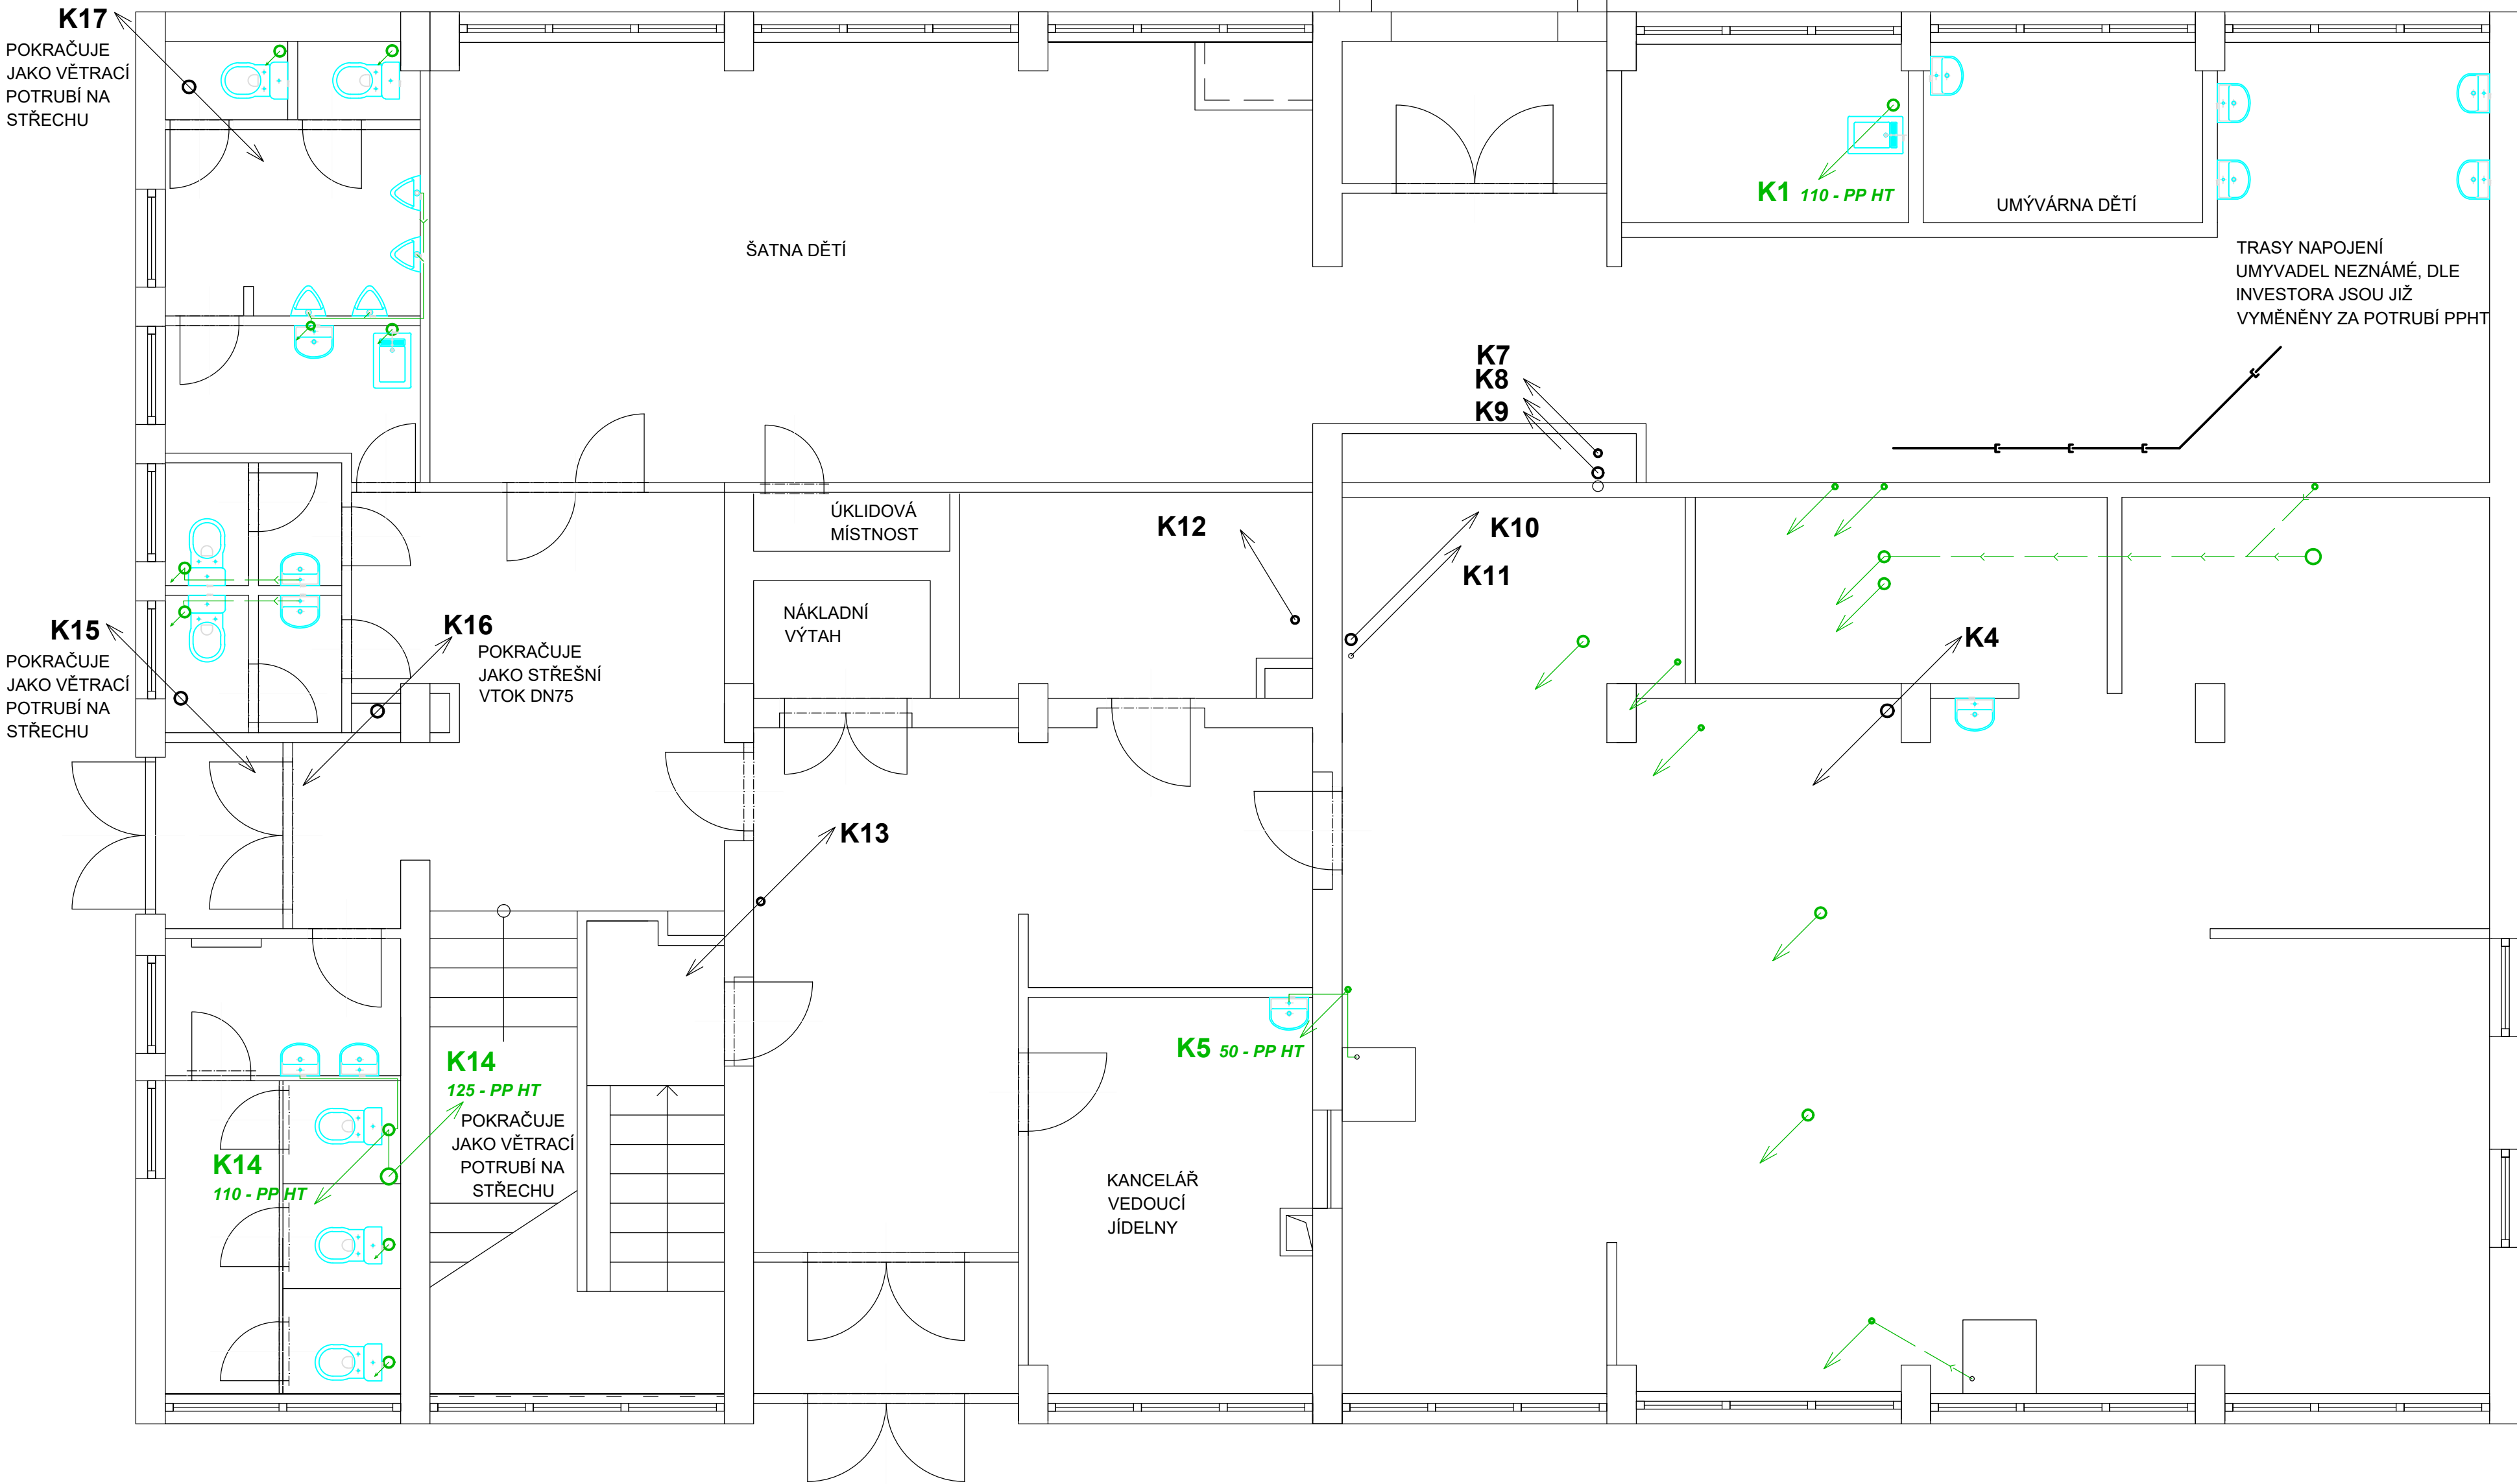 K17
POKRAČUJE
JAKO VĚTRACÍ
POTRUBÍ NA
STŘECHU
K1 110 - PP HT
UMÝVÁRNA DĚTÍ
ŠATNA DĚTÍ
TRASY NAPOJENÍ
UMYVADEL NEZNÁMÉ, DLE
INVESTORA JSOU JIŽ
VYMĚNĚNY ZA POTRUBÍ PPHT
K7
K8
K9
ÚKLIDOVÁ
MÍSTNOST
K12
K10
K11
NÁKLADNÍ
VÝTAH
K15
POKRAČUJE
JAKO VĚTRACÍ
POTRUBÍ NA
STŘECHU
K16
POKRAČUJE
JAKO STŘEŠNÍ
VTOK DN75
K4
K13
K14
125 - PP HT
POKRAČUJE
JAKO VĚTRACÍ
POTRUBÍ NA
STŘECHU
K14
110 - PP HT
K5 50 - PP HT
KANCELÁŘ
VEDOUCÍ
JÍDELNY